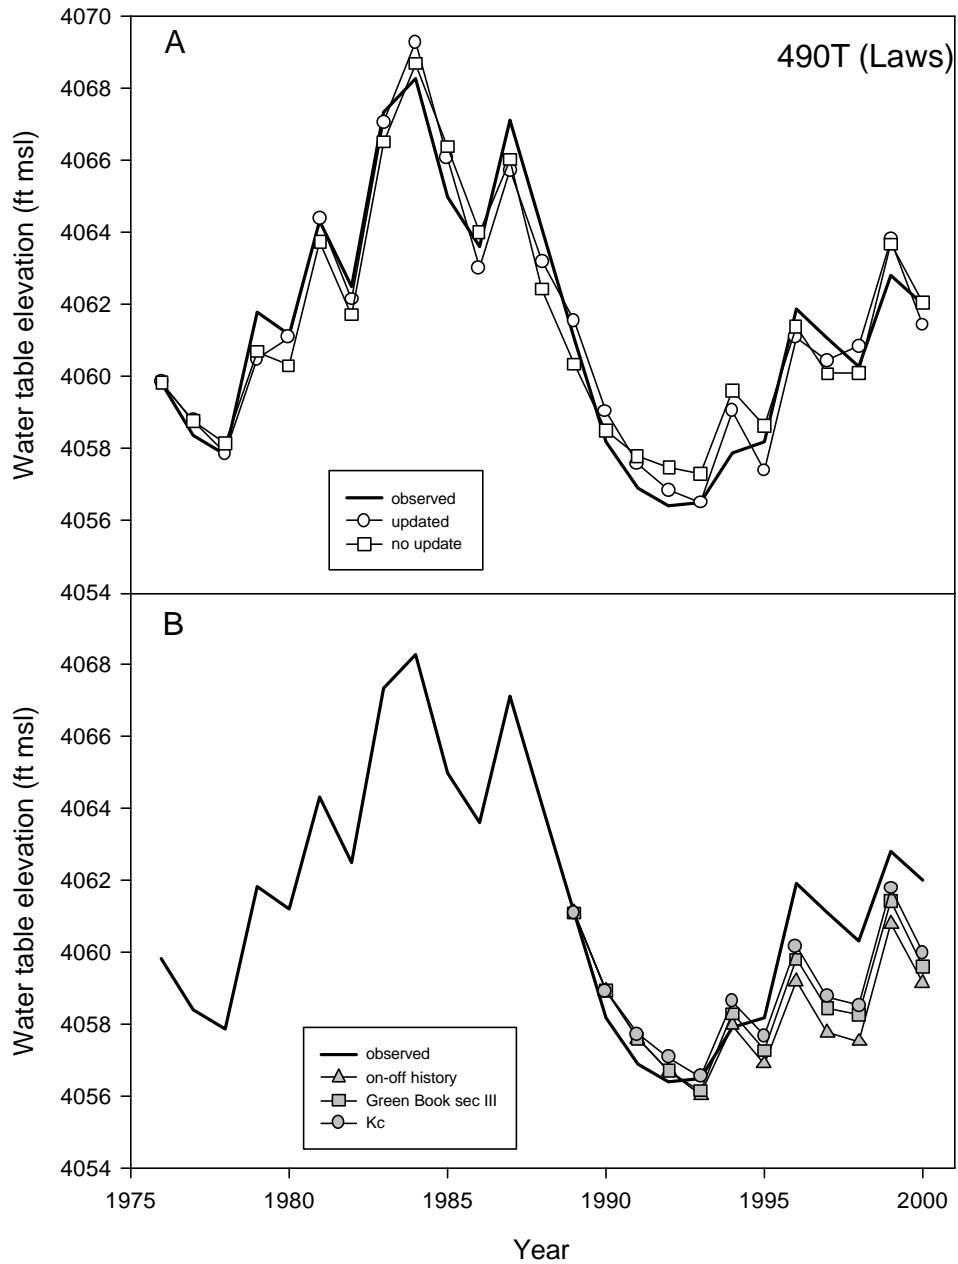 4070
A
490T (Laws)
4068
4066
4064
4062
4060
4058
4056
4054
Water table elevation (ft msl)
observed
updated
no update
B
4068
4066
4064
4062
4060
4058
4056
4054
Water table elevation (ft msl)
observed
on-off history
Green Book sec III
Kc
1975 1980 1985 1990 1995 2000
Year